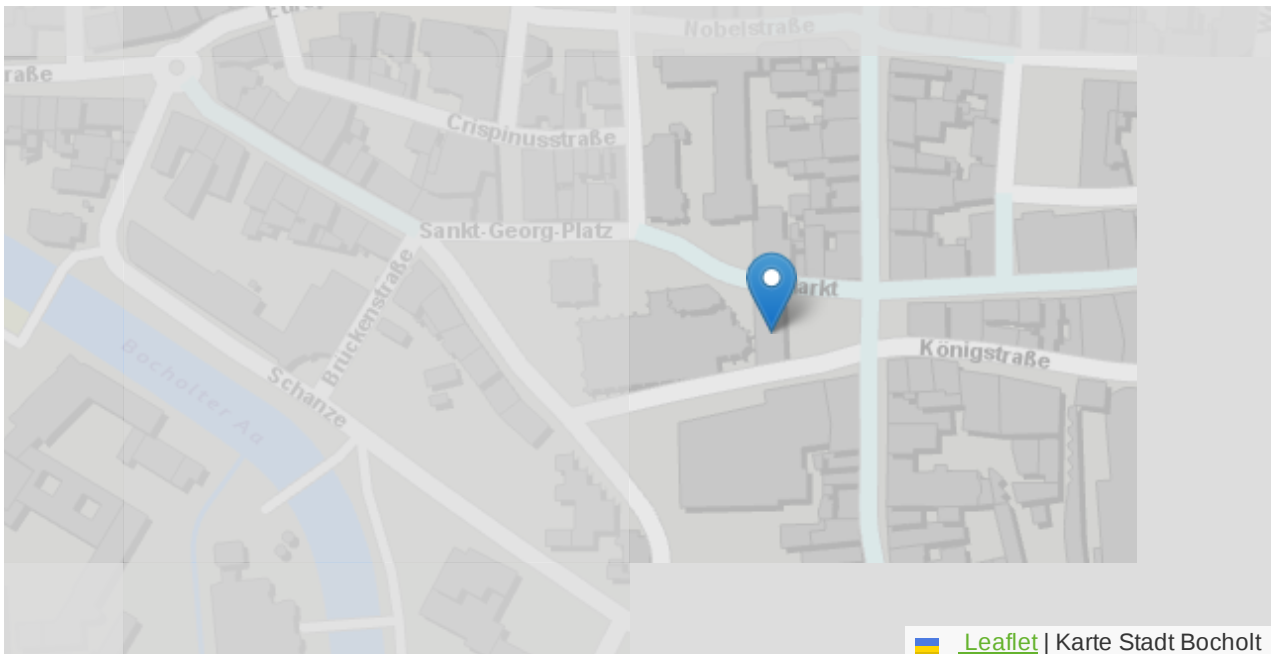 raße
Nobelstraße
Crispinusstraße
Sankt-Georg-Platz
arkt
Brückenstraße
Königstraße
Bocholter Aa
Schanze
Leaflet | Karte Stadt Bocholt